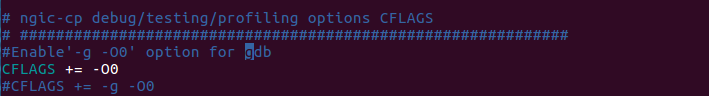 # ngic-cp debug/testing/profiling options CFLAGS
# #############################################################
#Enable'-g -O0' option for gdb
CFLAGS += -O0
#CFLAGS += -g -O0